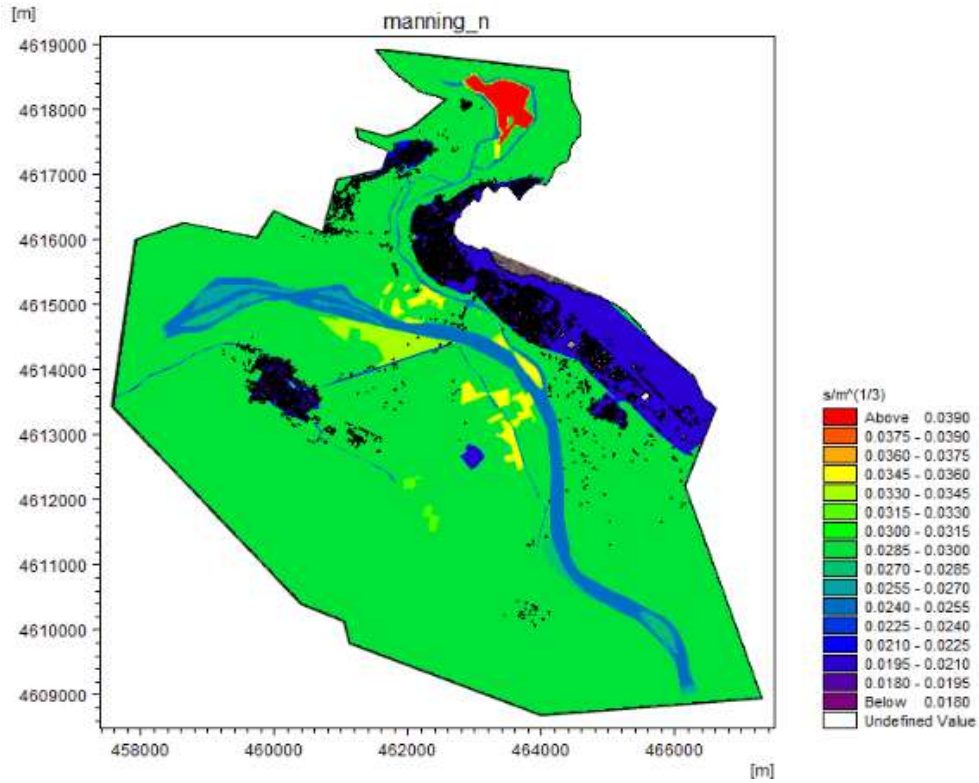 [m]
manning_n
4619000
4618000
4617000
4616000
4615000
4614000
4613000
4612000
4611000
4610000
4609000
458000 460000 462000 464000 466000
[m]
s/m^(1/3)
Above 0.0390
0.0375 - 0.0390
0.0360 - 0.0375
0.0345 - 0.0360
0.0330 - 0.0345
0.0315 - 0.0330
0.0300 - 0.0315
0.0285 - 0.0300
0.0270 - 0.0285
0.0255 - 0.0270
0.0240 - 0.0255
0.0225 - 0.0240
0.0210 - 0.0225
0.0195 - 0.0210
0.0180 - 0.0195
Below 0.0180
Undefined Value